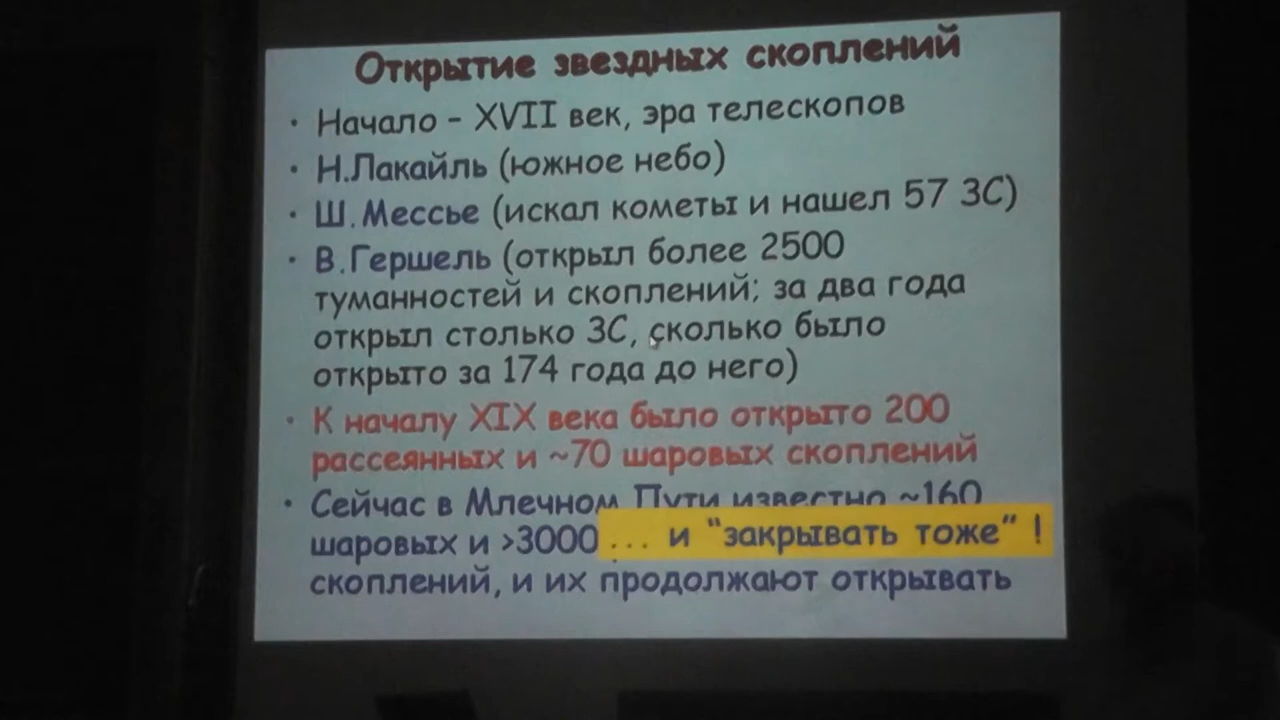 Открытие звездных скоплений
• Начало – XVII век, эра телескопов
• Н.Лакайль (южное небо)
• Ш.Мессье (искал кометы и нашел 57 ЗС)
• В.Гершель (открыл более 2500
туманностей и скоплений; за два года
открыл столько ЗС, сколько было
открыто за 174 года до него)
• К началу XIX века было открыто 200
рассеянных и ~70 шаровых скоплений
• Сейчас в Млечном Пути известно ~160
шаровых и >3000 ... и “закрывать тоже” !
скоплений, и их продолжают открывать